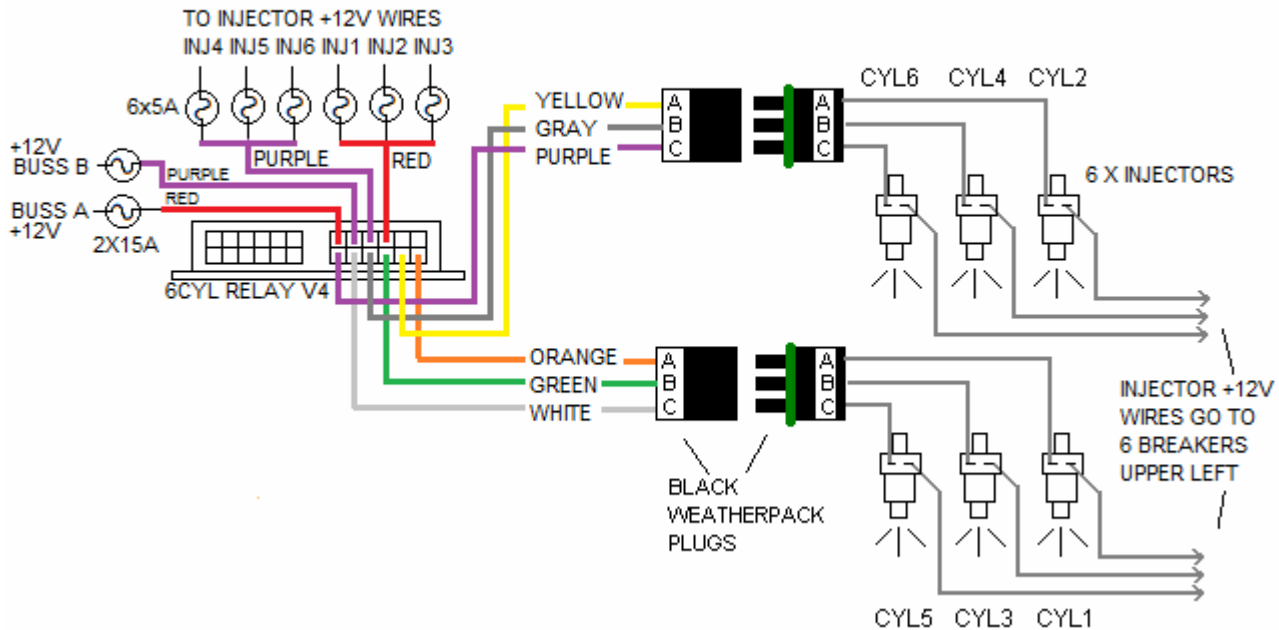 TO INJECTOR +12V WIRES
INJ4 INJ5 INJ6 INJ1 INJ2 INJ3
6x5A
PURPLE
RED
+12V
BUSS B
PURPLE
RED
BUSS A
+12V
2X15A
6CYL RELAY V4
YELLOW
GRAY
PURPLE
A
B
C
A
B
C
CYL6 CYL4 CYL2
6 X INJECTORS
ORANGE
GREEN
WHITE
A
B
C
A
B
C
BLACK
WEATHERPACK
PLUGS
INJECTOR +12V
WIRES GO TO
6 BREAKERS
UPPER LEFT
CYL5 CYL3 CYL1